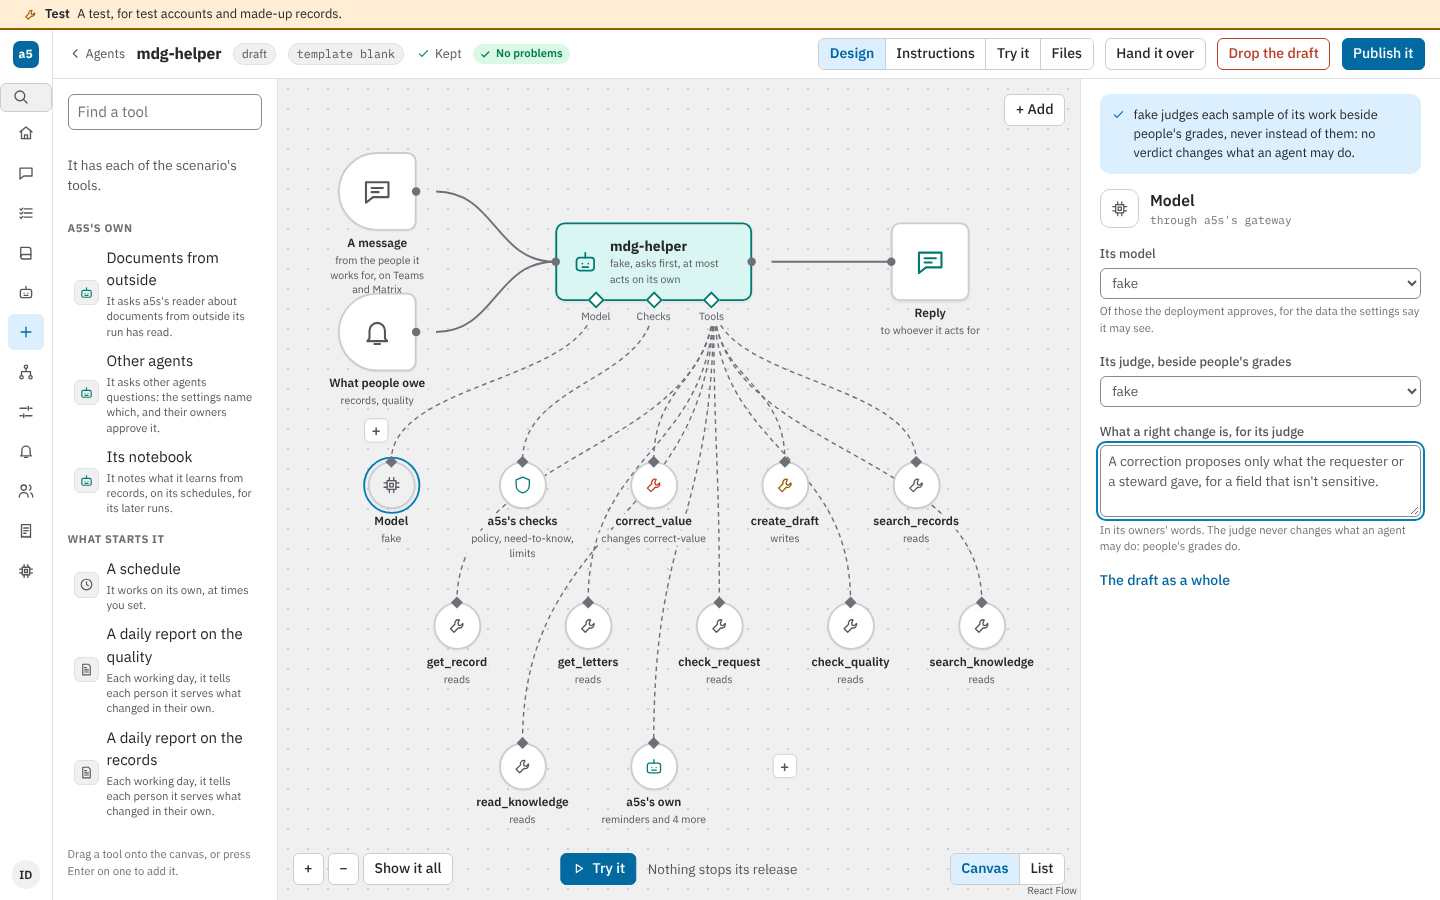 Test A test, for test accounts and made-up records.
a5
Agents
mdg-helper
draft
template blank
Kept
No problems
Design
Instructions
Try it
Files
Hand it over
Drop the draft
Publish it
Find a tool
It has each of the scenario's
tools.
A5S'S OWN
Documents from
outside
It asks a5s's reader about
documents from outside its
run has read.
Other agents
It asks other agents
questions: the settings name
which, and their owners
approve it.
Its notebook
It notes what it learns from
records, on its schedules, for
its later runs.
WHAT STARTS IT
A schedule
It works on its own, at times
you set.
A daily report on the
quality
Each working day, it tells
each person it serves what
changed in their own.
A daily report on the
records
Each working day, it tells
each person it serves what
changed in their own.
Drag a tool onto the canvas, or press
Enter on one to add it.
ID
+ Add
A message
from the people it
works for, on Teams
and Matrix
What people owe
records, quality
mdg-helper
fake, asks first, at most
acts on its own
Model
Checks
Tools
Reply
to whoever it acts for
+
Model
fake
a5s's checks
policy, need-to-know,
limits
correct_value
changes correct-value
create_draft
writes
search_records
reads
get_record
reads
get_letters
reads
check_request
reads
check_quality
reads
search_knowledge
reads
read_knowledge
reads
a5s's own
reminders and 4 more
+
+
−
Show it all
Try it
Nothing stops its release
Canvas
List
React Flow
fake judges each sample of its work beside
people's grades, never instead of them: no
verdict changes what an agent may do.
Model
through a5s's gateway
Its model
fake
Of those the deployment approves, for the data the settings say
it may see.
Its judge, beside people's grades
fake
What a right change is, for its judge
A correction proposes only what the requester or
a steward gave, for a field that isn't sensitive.
In its owners' words. The judge never changes what an agent
may do: people's grades do.
The draft as a whole